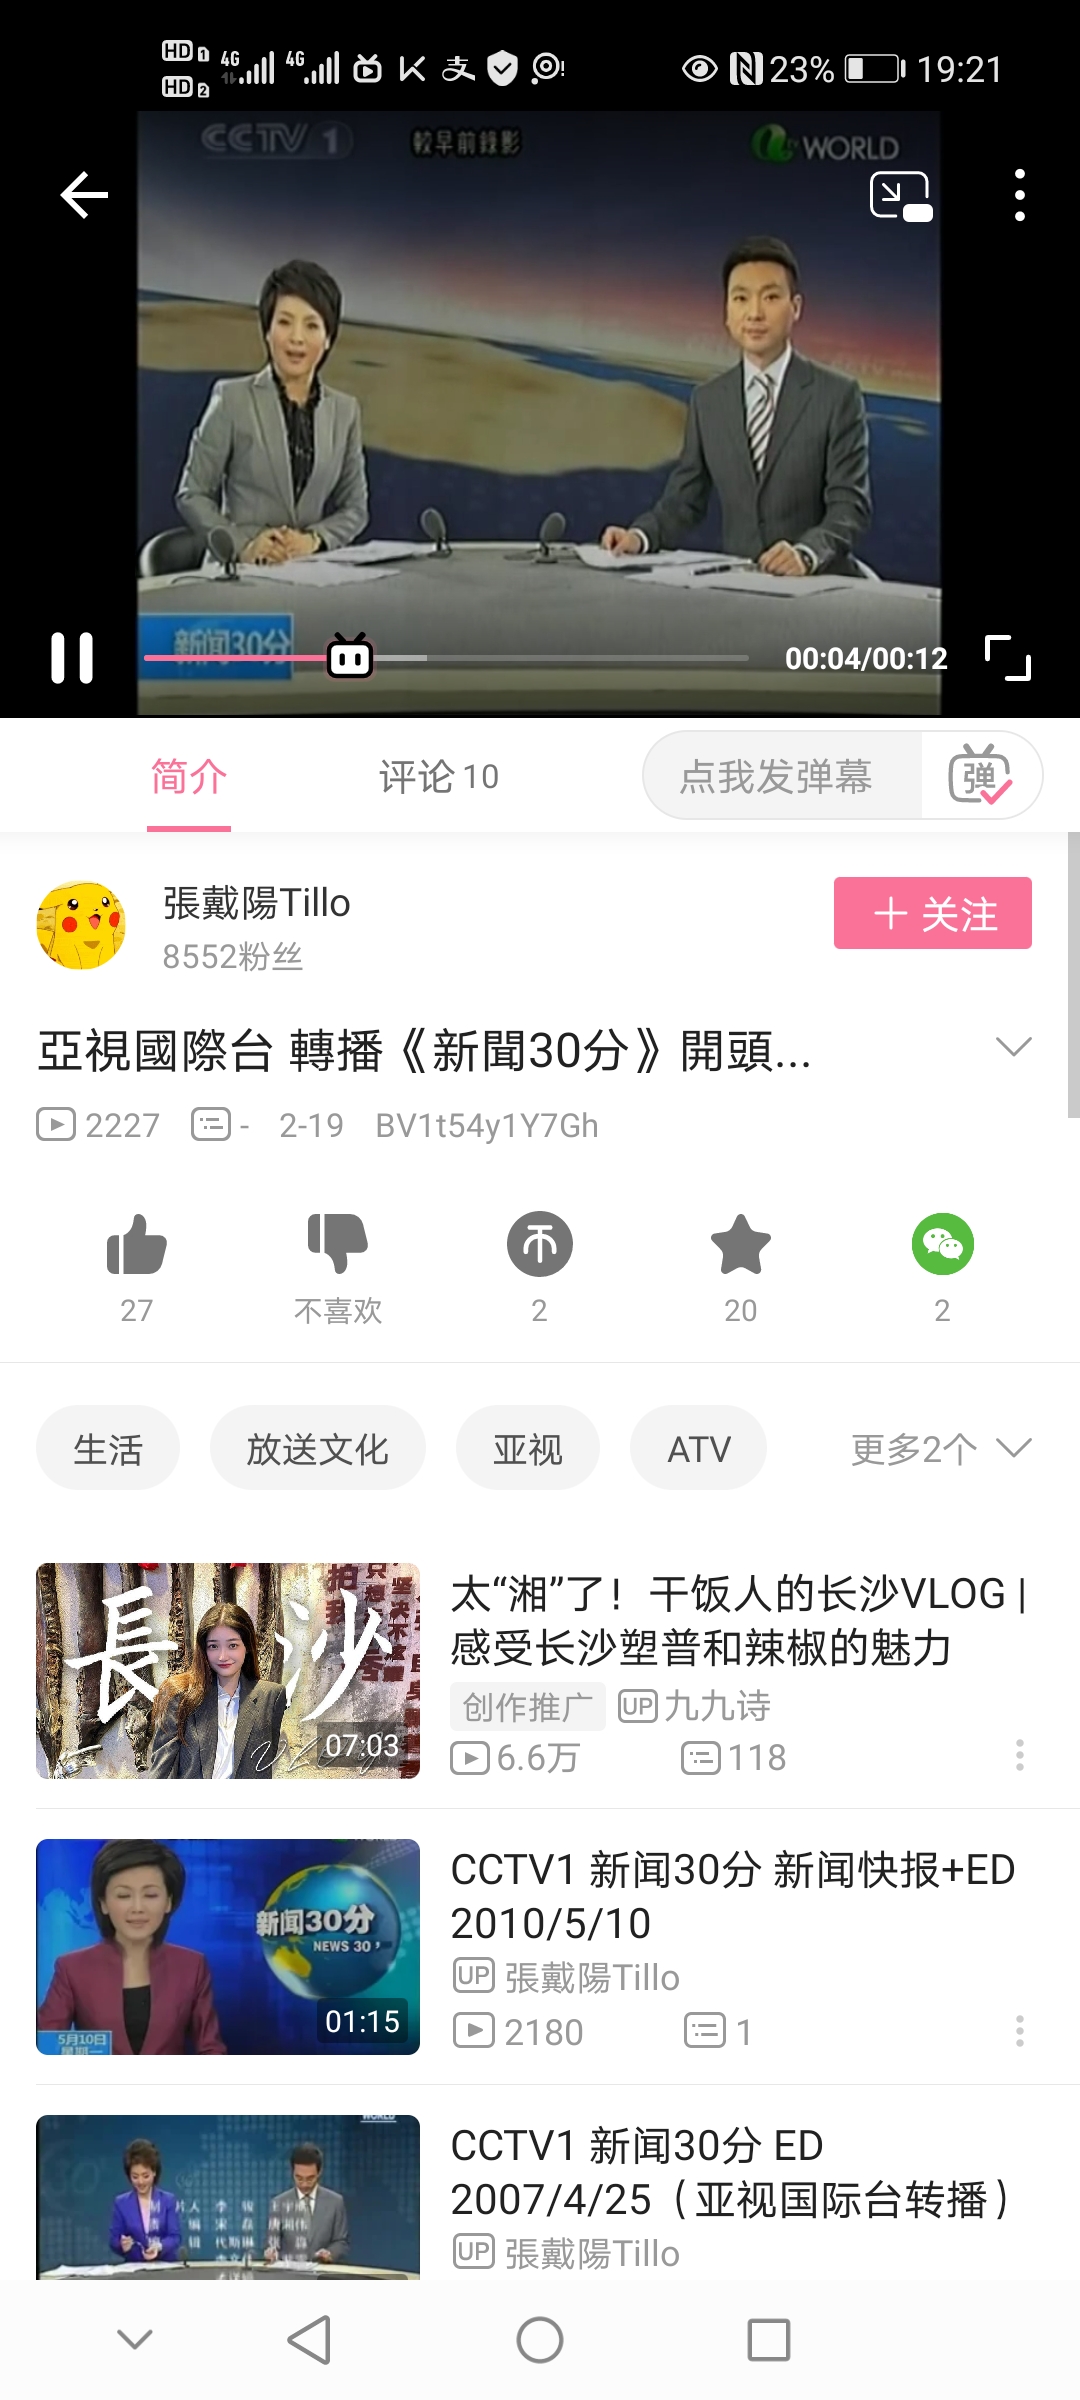 HD 1 4G 4G 支 23% 19:21
HD 2
CCTV 1 較早前錄影 WORLD
新闻30分
00:04/00:12
简介 评论 10 点我发弹幕 弹
張戴陽Tillo
8552粉丝
+ 关注
亞視國際台 轉播《新聞30分》開頭...
2227 - 2-19 BV1t54y1Y7Gh
27 不喜欢 2 20 2
生活 放送文化 亚视 ATV 更多2个
長沙
07:03
太“湘”了！干饭人的长沙VLOG |
感受长沙塑普和辣椒的魅力
创作推广 UP 九九诗
6.6万 118
新闻30分
NEWS 30'
5月10日
星期一
01:15
CCTV1 新闻30分 新闻快报+ED
2010/5/10
UP 張戴陽Tillo
2180 1
WORLD
CCTV1 新闻30分 ED
2007/4/25（亚视国际台转播）
UP 張戴陽Tillo